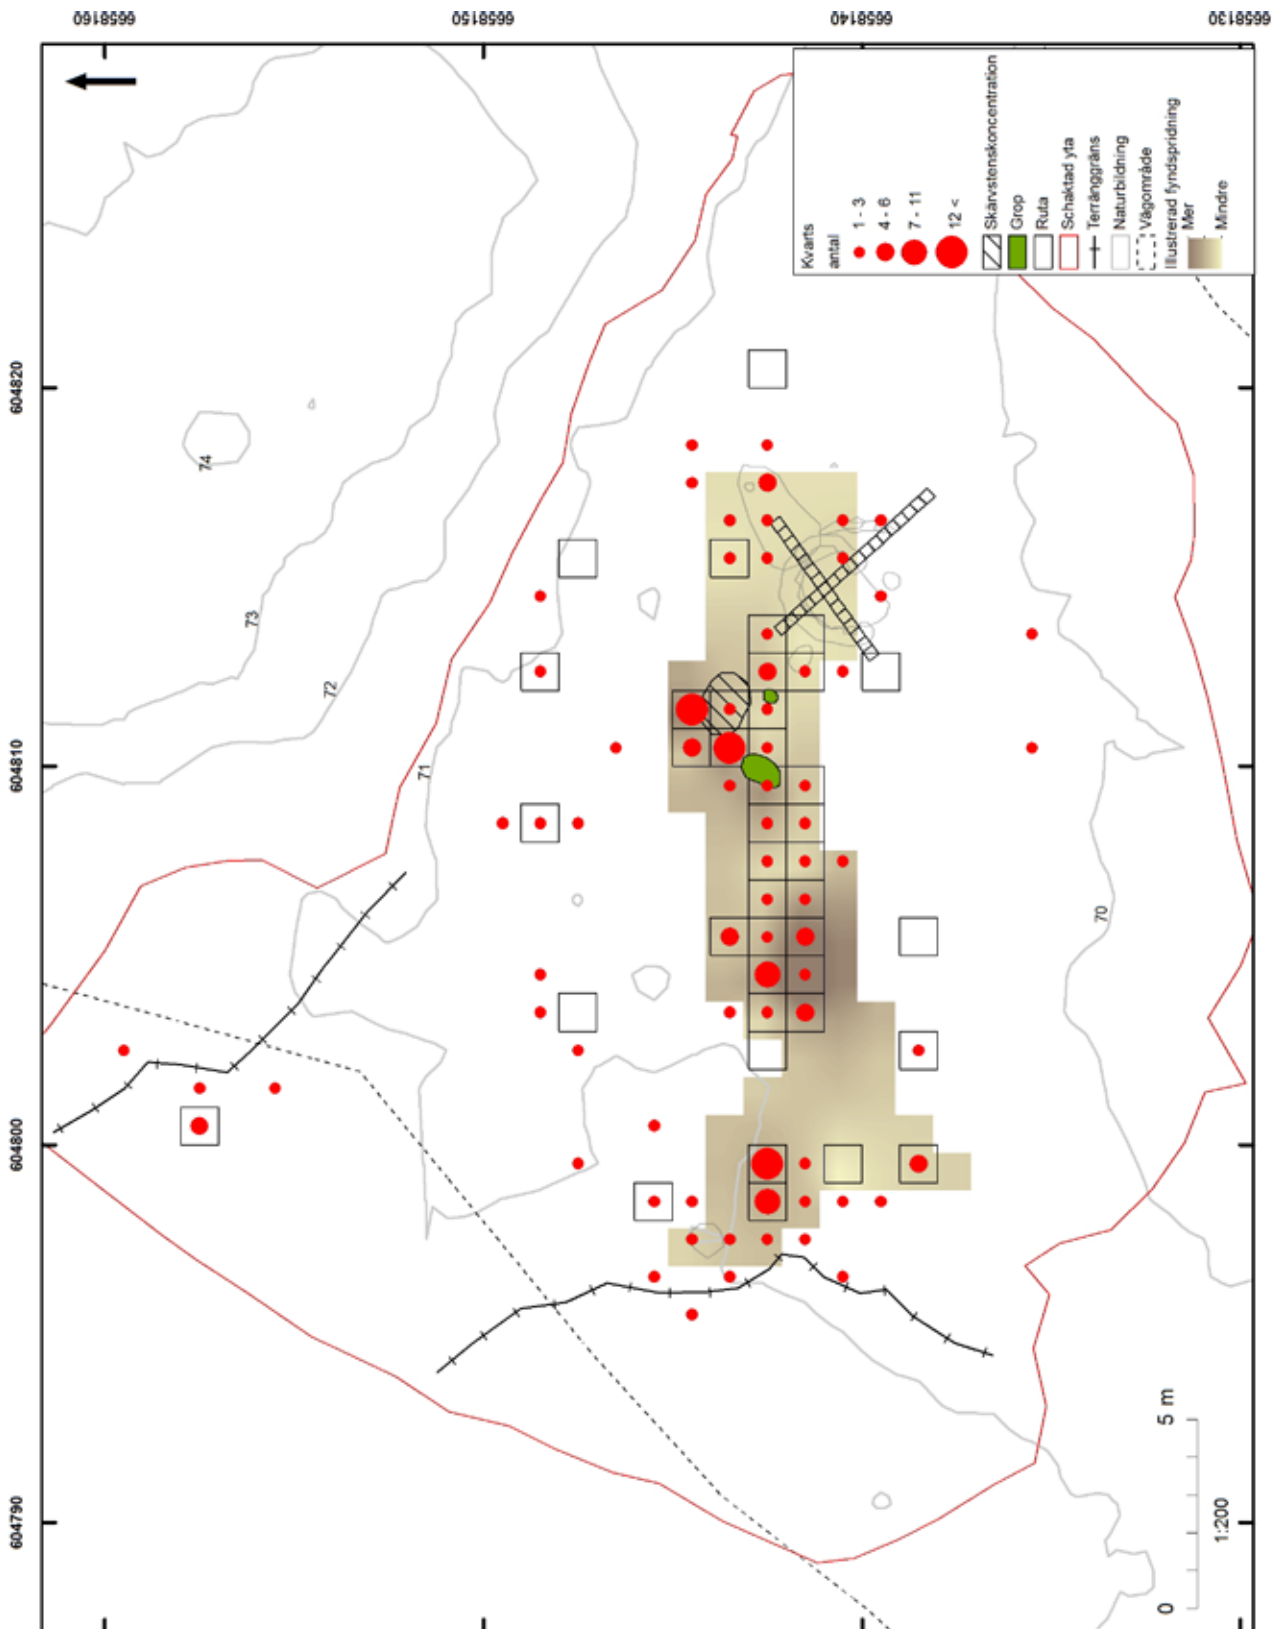 6658160
6658150
6658140
6658130
604820
604810
604800
604790
74
73
72
71
70
Kvarts
antal
1 - 3
4 - 6
7 - 11
12 <
Skärvstenskoncentration
Grop
Ruta
Schaktad yta
Terränggräns
Naturbildning
Vägområde
Illustrerad fyndspridning
Mer
Mindre
0
5 m
1:200